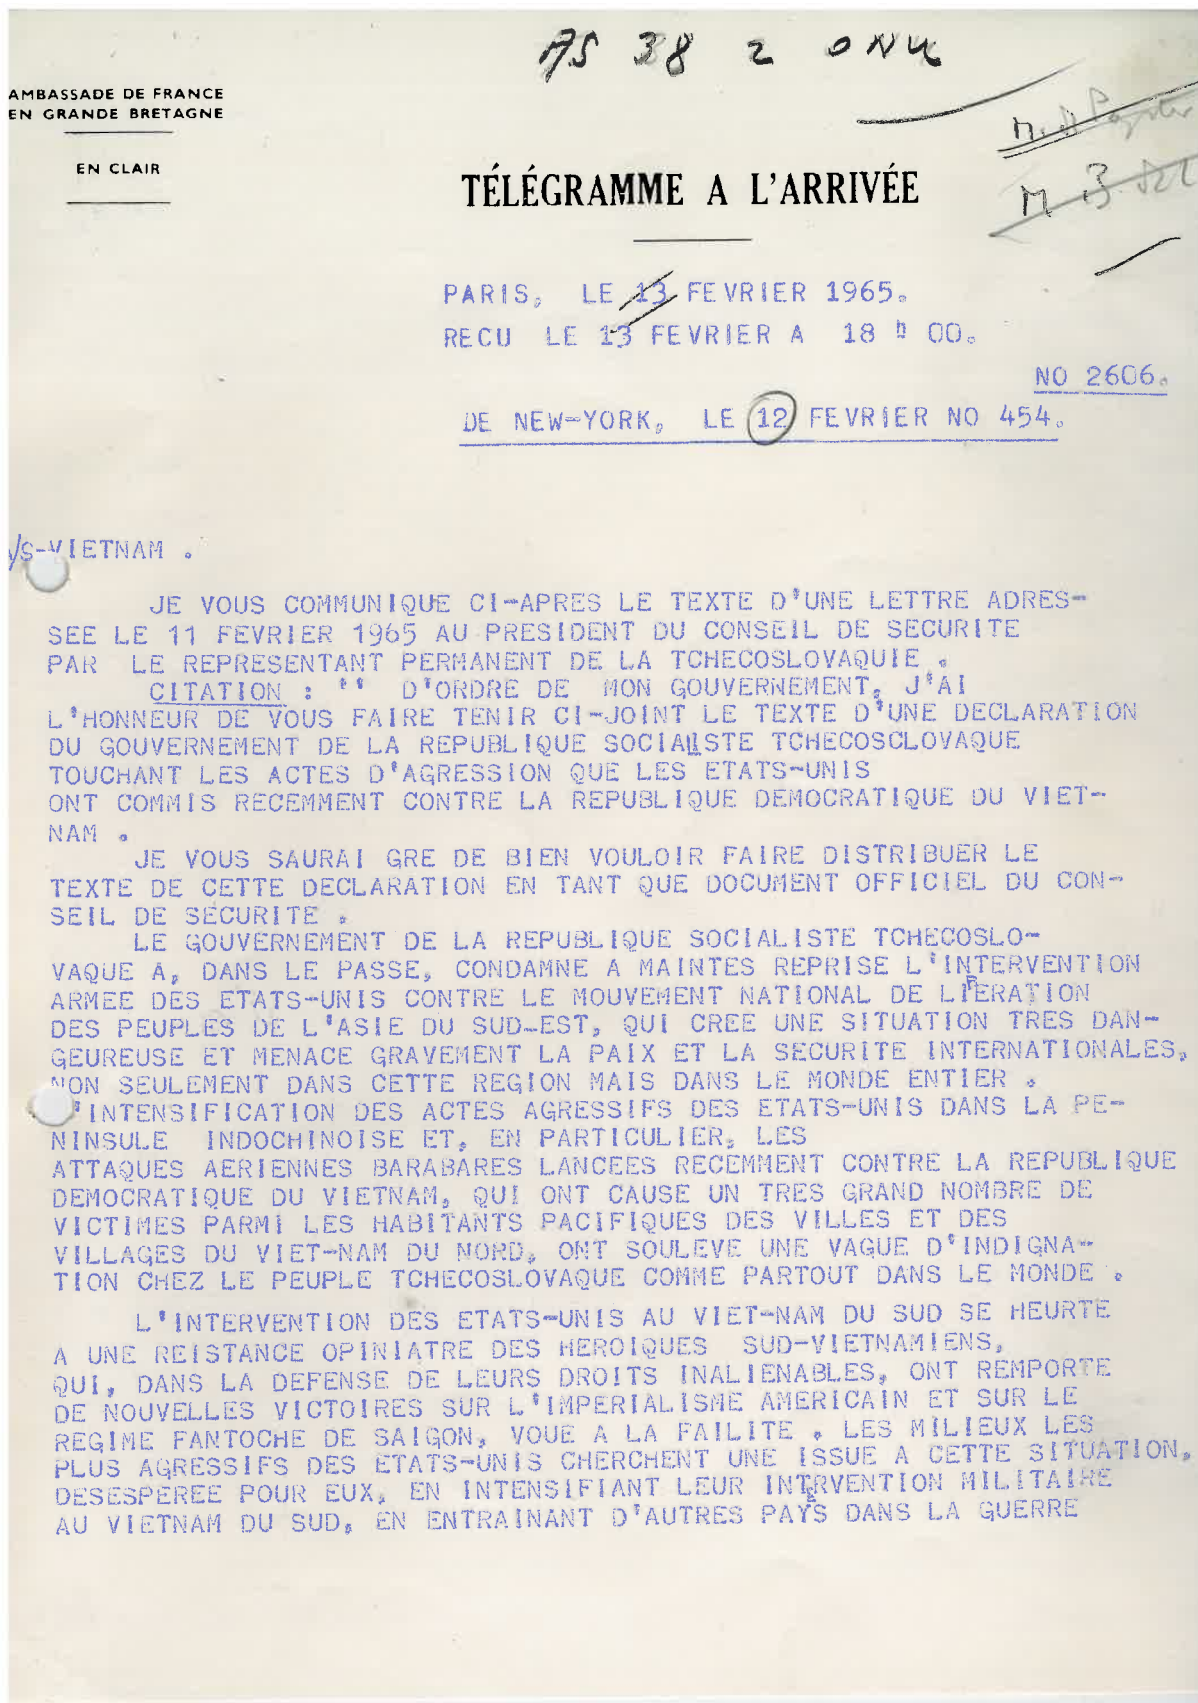 AS 38 2 ONU
AMBASSADE DE FRANCE
EN GRANDE BRETAGNE
EN CLAIR
TÉLÉGRAMME A L'ARRIVÉE
M.
M B
PARIS, LE 13 FEVRIER 1965.
RECU LE 13 FEVRIER A 18 h 00.
NO 2606.
DE NEW-YORK, LE 12 FEVRIER NO 454.
/S-VIETNAM .
JE VOUS COMMUNIQUE CI-APRES LE TEXTE D'UNE LETTRE ADRES-
SEE LE 11 FEVRIER 1965 AU PRESIDENT DU CONSEIL DE SECURITE
PAR LE REPRESENTANT PERMANENT DE LA TCHECOSLOVAQUIE .
CITATION : '' D'ORDRE DE MON GOUVERNEMENT, J'AI
L'HONNEUR DE VOUS FAIRE TENIR CI-JOINT LE TEXTE D'UNE DECLARATION
DU GOUVERNEMENT DE LA REPUBLIQUE SOCIALISTE TCHECOSCLOVAQUE
TOUCHANT LES ACTES D'AGRESSION QUE LES ETATS-UNIS
ONT COMMIS RECEMMENT CONTRE LA REPUBLIQUE DEMOCRATIQUE DU VIET-
NAM .
JE VOUS SAURAI GRE DE BIEN VOULOIR FAIRE DISTRIBUER LE
TEXTE DE CETTE DECLARATION EN TANT QUE DOCUMENT OFFICIEL DU CON-
SEIL DE SECURITE .
LE GOUVERNEMENT DE LA REPUBLIQUE SOCIALISTE TCHECOSLO-
VAQUE A, DANS LE PASSE, CONDAMNE A MAINTES REPRISE L'INTERVENTION
ARMEE DES ETATS-UNIS CONTRE LE MOUVEMENT NATIONAL DE LIBERATION
DES PEUPLES DE L'ASIE DU SUD-EST, QUI CREE UNE SITUATION TRES DAN-
GEUREUSE ET MENACE GRAVEMENT LA PAIX ET LA SECURITE INTERNATIONALES,
NON SEULEMENT DANS CETTE REGION MAIS DANS LE MONDE ENTIER .
'INTENSIFICATION DES ACTES AGRESSIFS DES ETATS-UNIS DANS LA PE-
NINSULE INDOCHINOISE ET, EN PARTICULIER, LES
ATTAQUES AERIENNES BARABARES LANCEES RECEMMENT CONTRE LA REPUBLIQUE
DEMOCRATIQUE DU VIETNAM, QUI ONT CAUSE UN TRES GRAND NOMBRE DE
VICTIMES PARMI LES HABITANTS PACIFIQUES DES VILLES ET DES
VILLAGES DU VIET-NAM DU NORD, ONT SOULEVE UNE VAGUE D'INDIGNA-
TION CHEZ LE PEUPLE TCHECOSLOVAQUE COMME PARTOUT DANS LE MONDE .
L'INTERVENTION DES ETATS-UNIS AU VIET-NAM DU SUD SE HEURTE
A UNE REISTANCE OPINIATRE DES HEROIQUES SUD-VIETNAMIENS,
QUI, DANS LA DEFENSE DE LEURS DROITS INALIENABLES, ONT REMPORTE
DE NOUVELLES VICTOIRES SUR L'IMPERIALISME AMERICAIN ET SUR LE
REGIME FANTOCHE DE SAIGON, VOUE A LA FAILITE . LES MILIEUX LES
PLUS AGRESSIFS DES ETATS-UNIS CHERCHENT UNE ISSUE A CETTE SITUATION,
DESESPEREE POUR EUX, EN INTENSIFIANT LEUR INTERVENTION MILITAIRE
AU VIETNAM DU SUD, EN ENTRAINANT D'AUTRES PAYS DANS LA GUERRE